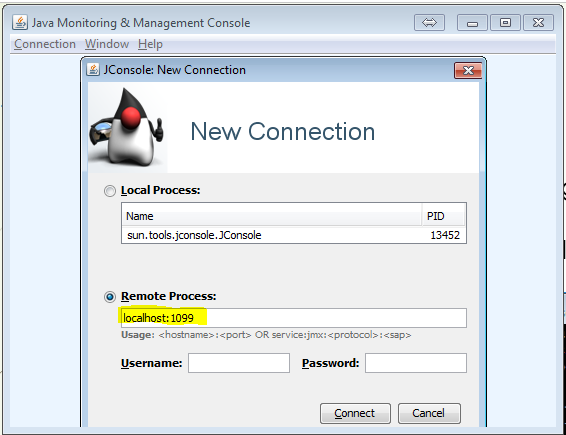 Java Monitoring & Management Console
Connection Window Help
JConsole: New Connection
New Connection
Local Process:
Name PID
sun.tools.jconsole.JConsole 13452
Remote Process:
localhost:1099
Usage: <hostname>:<port> OR service:jmx:<protocol>:<sap>
Username: Password:
Connect Cancel